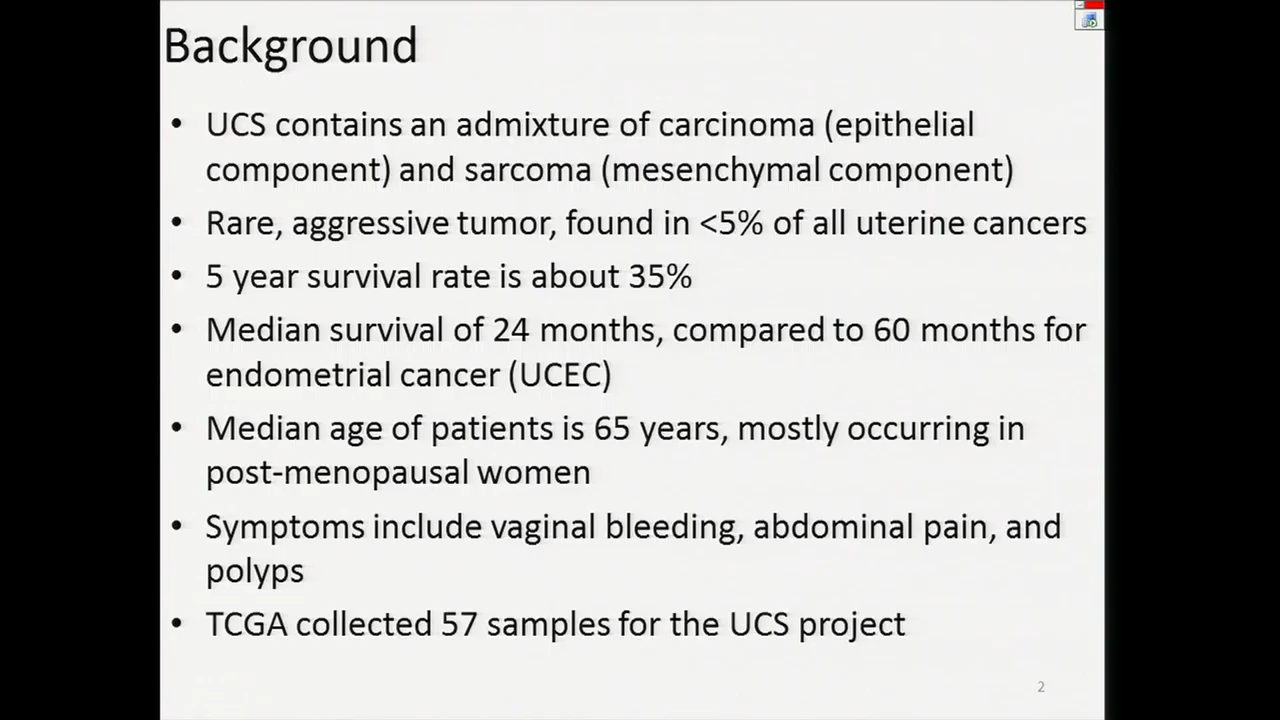 Background
• UCS contains an admixture of carcinoma (epithelial
component) and sarcoma (mesenchymal component)
• Rare, aggressive tumor, found in <5% of all uterine cancers
• 5 year survival rate is about 35%
• Median survival of 24 months, compared to 60 months for
endometrial cancer (UCEC)
• Median age of patients is 65 years, mostly occurring in
post-menopausal women
• Symptoms include vaginal bleeding, abdominal pain, and
polyps
• TCGA collected 57 samples for the UCS project
2